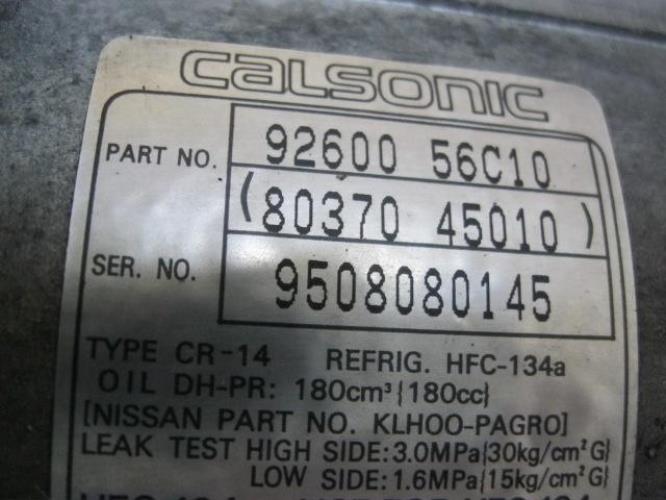 CALSONIC
PART NO. 92600 56C10
(80370 45010)
SER. NO. 9508080145
TYPE CR-14 REFRIG. HFC-134a
OIL DH-PR: 180cm³{180cc}
[NISSAN PART NO. KLHOO-PAGRO]
LEAK TEST HIGH SIDE:3.0MPa{30kg/cm²G}
LOW SIDE:1.6MPa{15kg/cm²G}